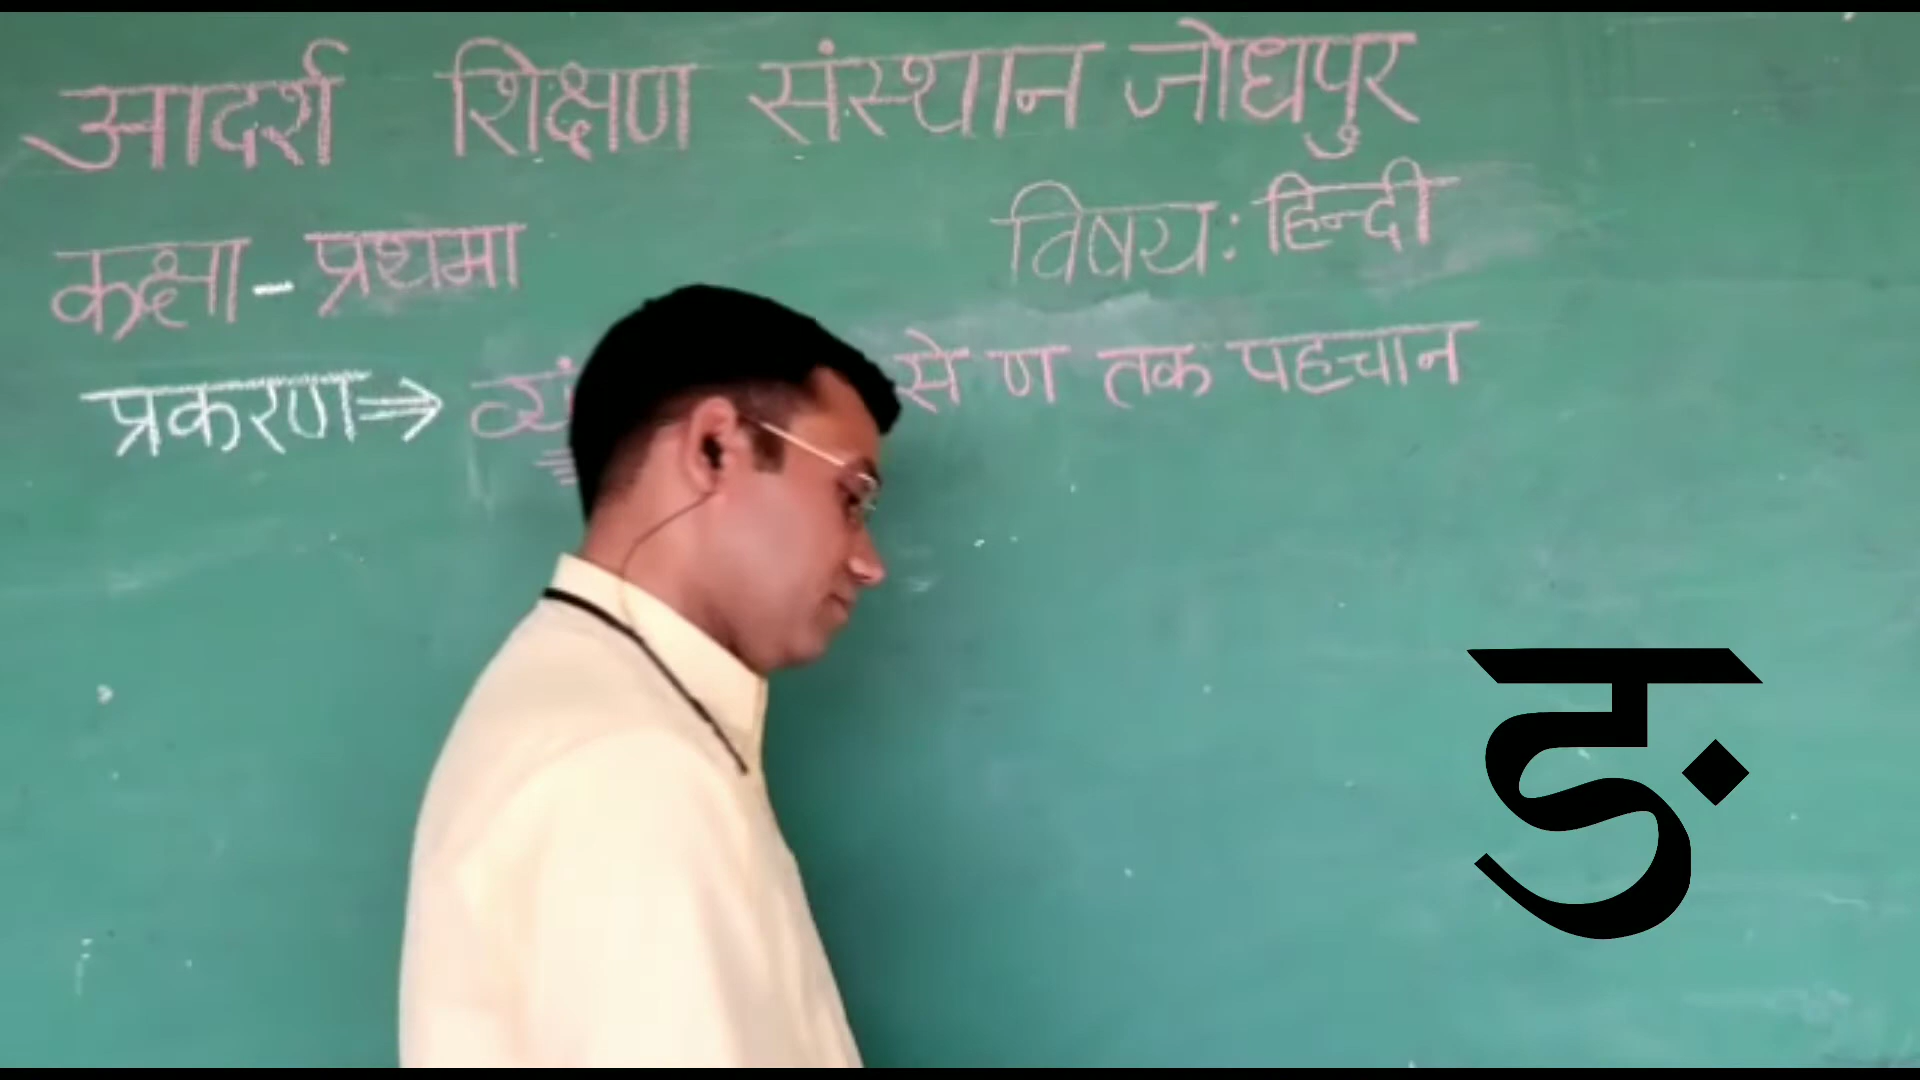 आदर्श शिक्षण संस्थान जोधपुर
कक्षा - प्रथमा
विषय: हिन्दी
प्रकरण⇒ से ण तक पहचान
ङ